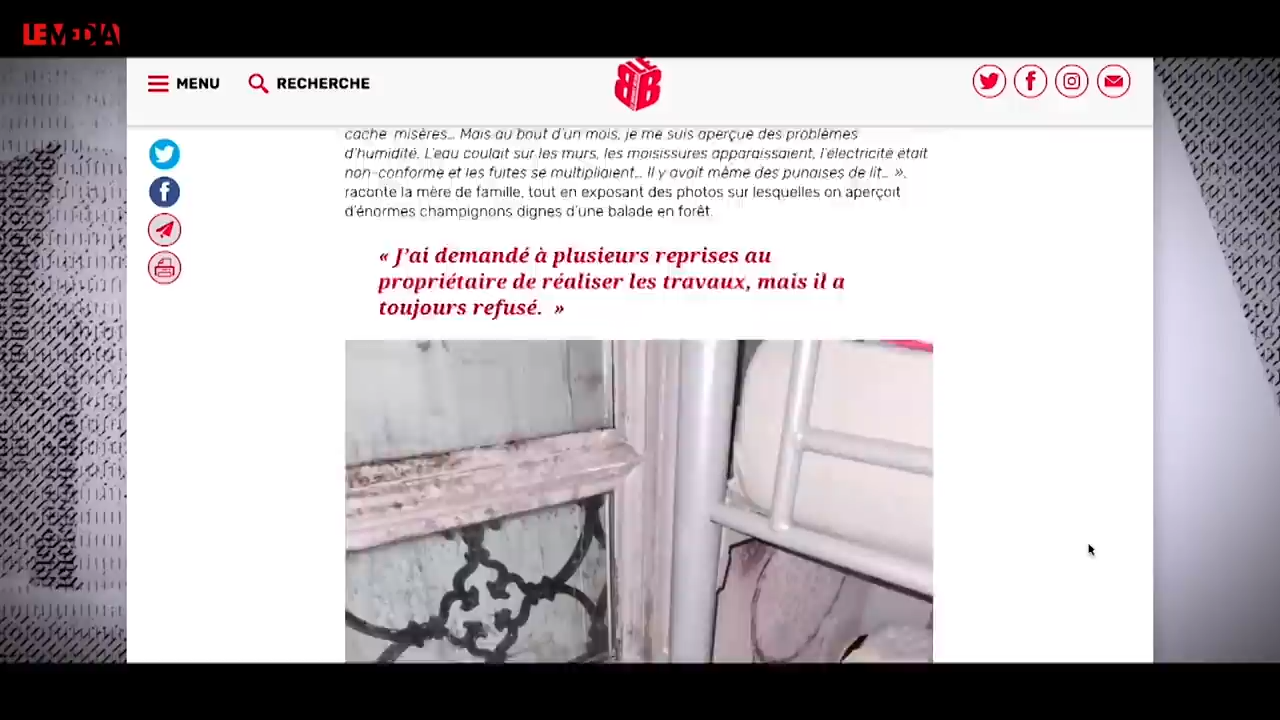 LEMEDIA
MENU
RECHERCHE
cache misères… Mais au bout d'un mois, je me suis aperçue des problèmes
d'humidité. L'eau coulait sur les murs, les moisissures apparaissaient, l'électricité était
non-conforme et les fuites se multipliaient… Il y avait même des punaises de lit… »,
raconte la mère de famille, tout en exposant des photos sur lesquelles on aperçoit
d'énormes champignons dignes d'une balade en forêt.
« J'ai demandé à plusieurs reprises au
propriétaire de réaliser les travaux, mais il a
toujours refusé.  »